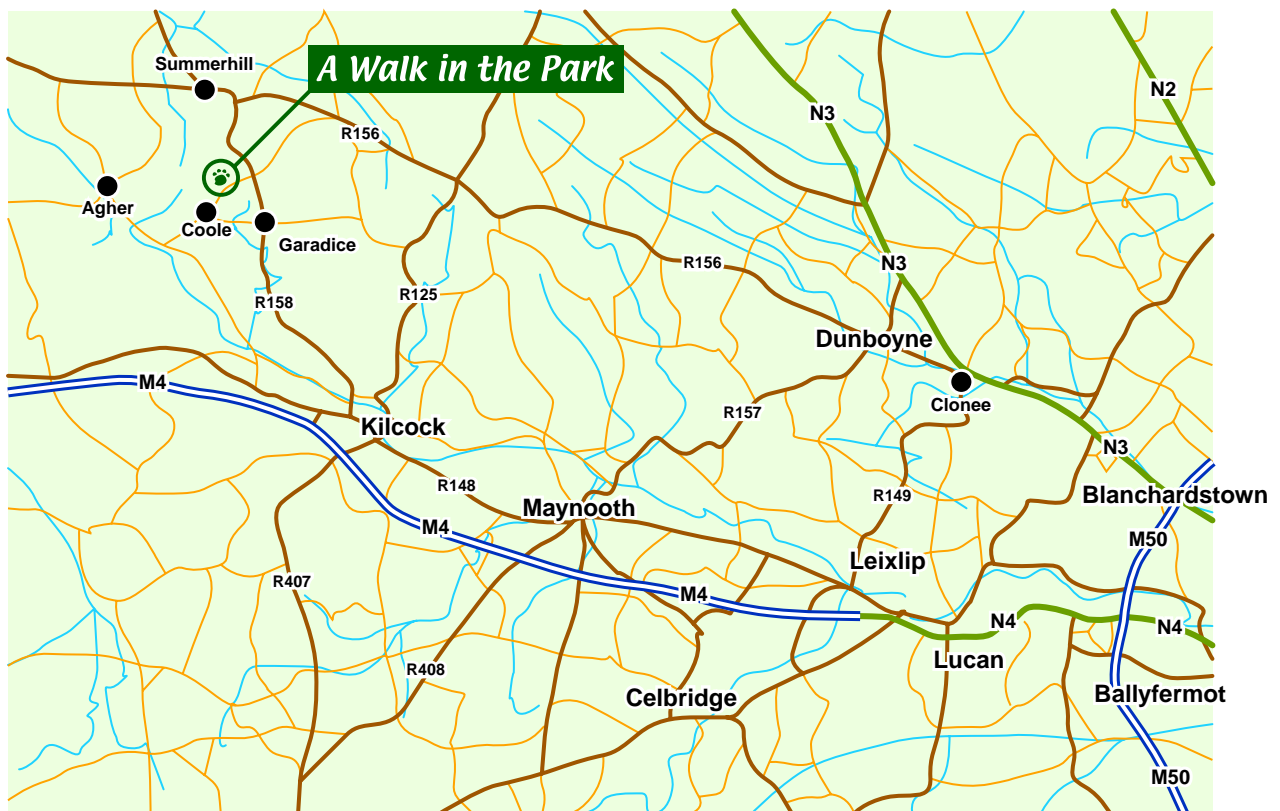 Summerhill
A Walk in the Park
N2
N3
R156
Agher
Coole
Garadice
N3
R156
R125
R158
Dunboyne
M4
Clonee
R157
Kilcock
N3
R148
R149
Blanchardstown
Maynooth
M4
M50
Leixlip
R407
M4
N4
N4
Lucan
R408
Celbridge
Ballyfermot
M50